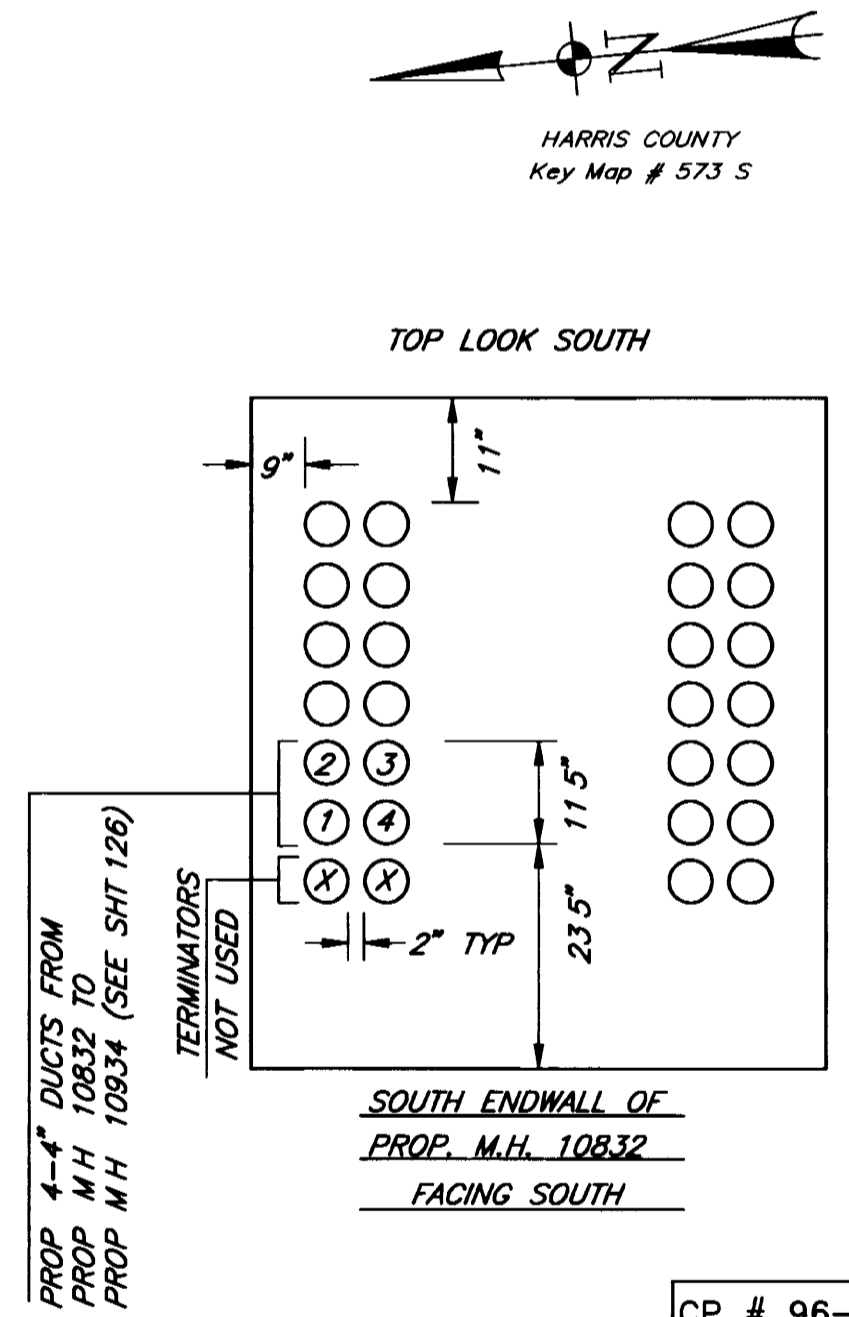 N
HARRIS COUNTY
Key Map # 573 S
TOP LOOK SOUTH
9"
11"
2 3
1 4
X X
11 5"
23 5"
2" TYP
TERMINATORS
NOT USED
PROP 4-4" DUCTS FROM
PROP M H 10832 TO
PROP M H 10934 (SEE SHT 126)
SOUTH ENDWALL OF
PROP. M.H. 10832
FACING SOUTH
CP # 96-